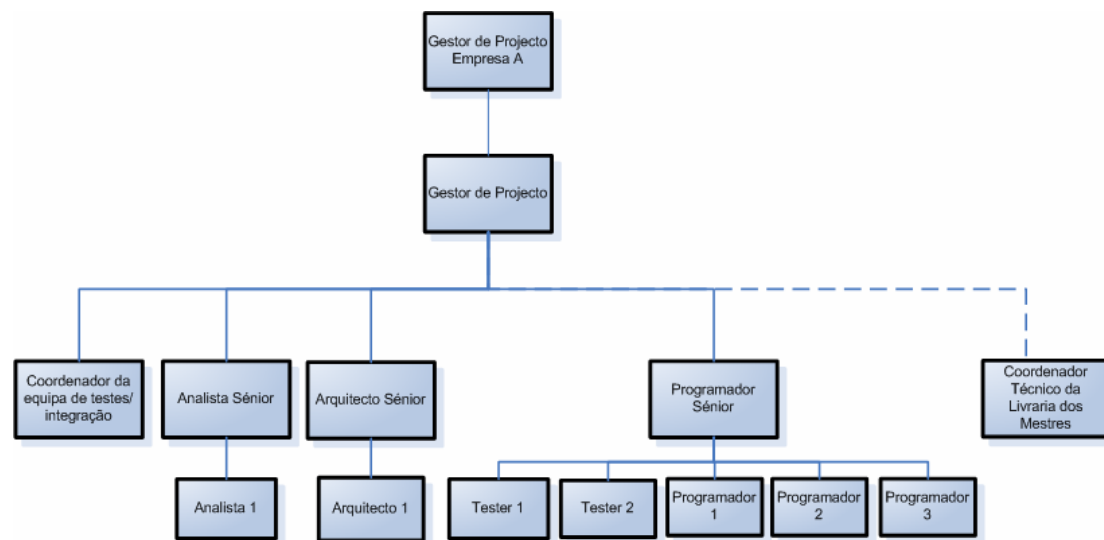 Gestor de Projecto
Empresa A
Gestor de Projecto
Coordenador da
equipa de testes/
integração
Analista Sénior
Arquitecto Sénior
Programador
Sénior
Coordenador
Técnico da
Livraria dos
Mestres
Analista 1
Arquitecto 1
Tester 1
Tester 2
Programador
1
Programador
2
Programador
3